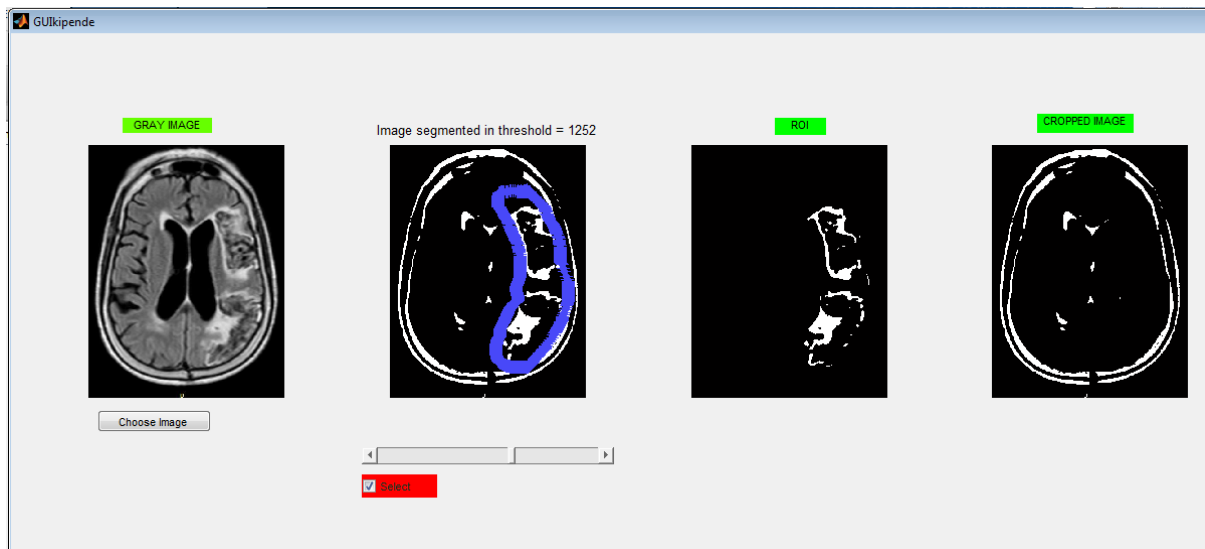 GUIkipende
GRAY IMAGE
Image segmented in threshold = 1252
ROI
CROPPED IMAGE
Choose Image
Select